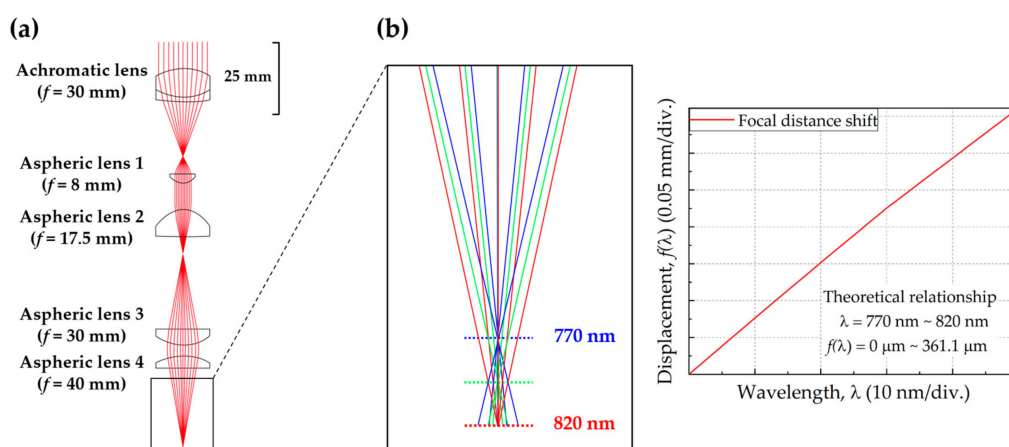 (a)
Achromatic lens
(f = 30 mm)
25 mm
Aspheric lens 1
(f = 8 mm)
Aspheric lens 2
(f = 17.5 mm)
Aspheric lens 3
(f = 30 mm)
Aspheric lens 4
(f = 40 mm)
(b)
770 nm
820 nm
Displacement, f(λ) (0.05 mm/div.)
Focal distance shift
Theoretical relationship
λ = 770 nm ~ 820 nm
f(λ) = 0 µm ~ 361.1 µm
Wavelength, λ (10 nm/div.)